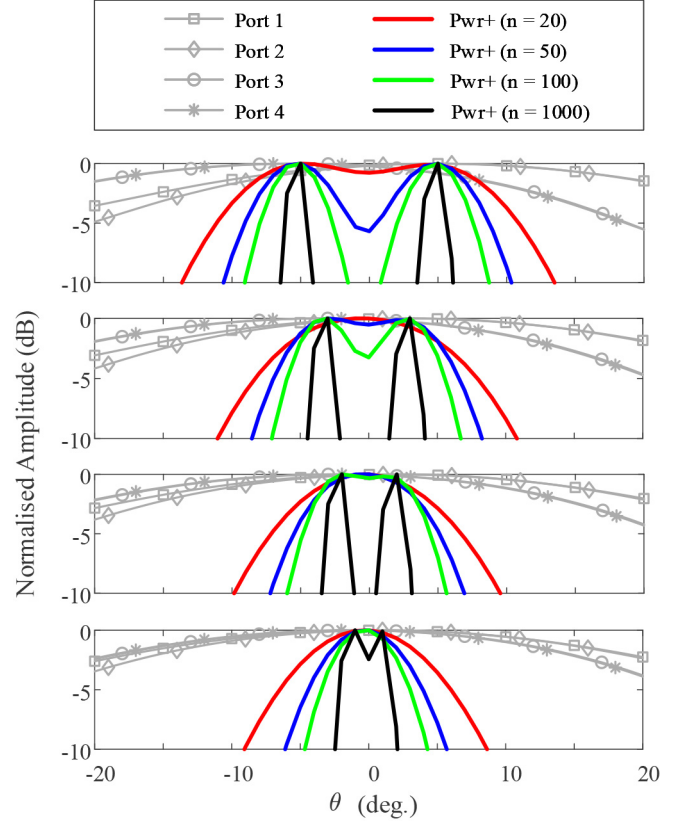 Port 1 Pwr+ (n = 20)
Port 2 Pwr+ (n = 50)
Port 3 Pwr+ (n = 100)
Port 4 Pwr+ (n = 1000)
Normalised Amplitude (dB)
0
-5
-10
0
-5
-10
0
-5
-10
0
-5
-10
-20 -10 0 10 20
θ (deg.)